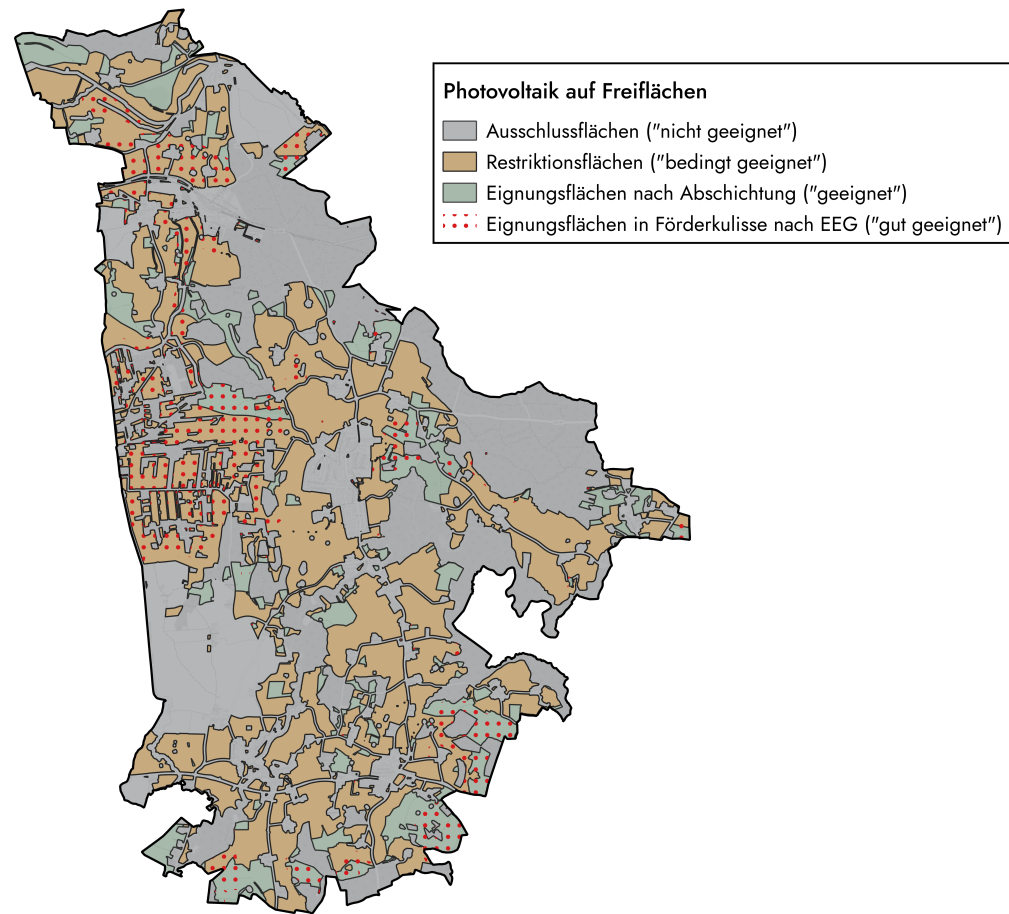 Photovoltaik auf Freiflächen
Ausschlussflächen ("nicht geeignet")
Restriktionsflächen ("bedingt geeignet")
Eignungsflächen nach Abschichtung ("geeignet")
Eignungsflächen in Förderkulisse nach EEG ("gut geeignet")